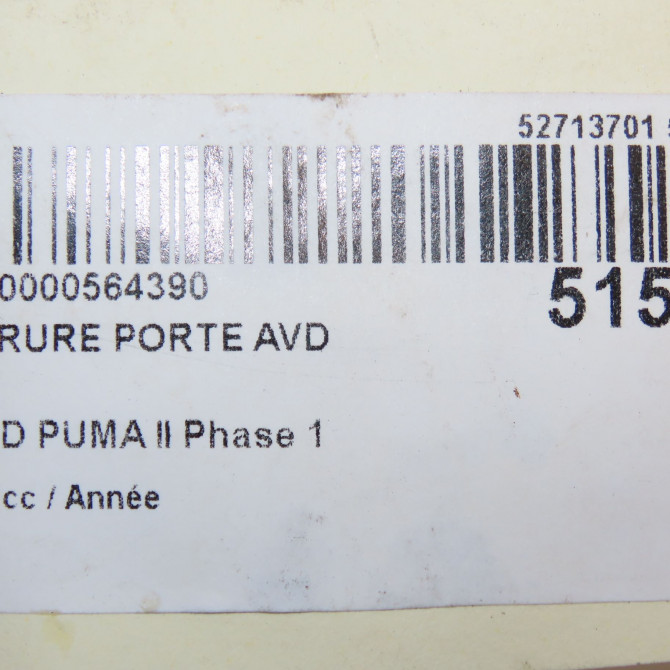 52713701
0000564390
515
RURE PORTE AVD
D PUMA II Phase 1
cc / Année